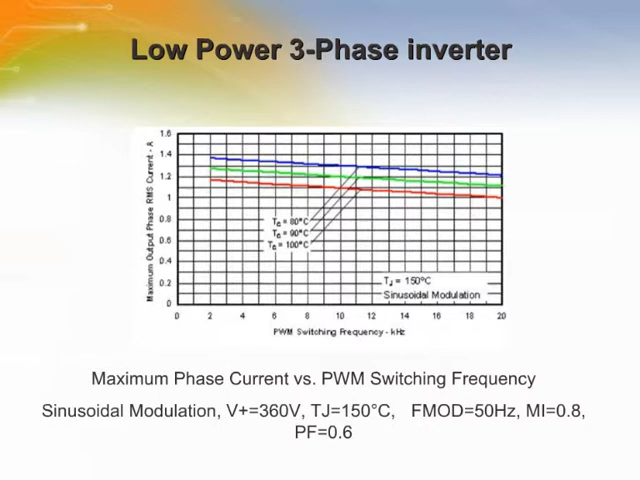 Low Power 3-Phase inverter
Maximum Output Phase RMS Current - A
1.6
1.4
1.2
1
0.8
0.6
0.4
0.2
0
TC = 80°C
TC = 90°C
TC = 100°C
TJ = 150°C
Sinusoidal Modulation
0 2 4 6 8 10 12 14 16 18 20
PWM Switching Frequency - kHz
Maximum Phase Current vs. PWM Switching Frequency
Sinusoidal Modulation, V+=360V, TJ=150°C, FMOD=50Hz, MI=0.8,
PF=0.6